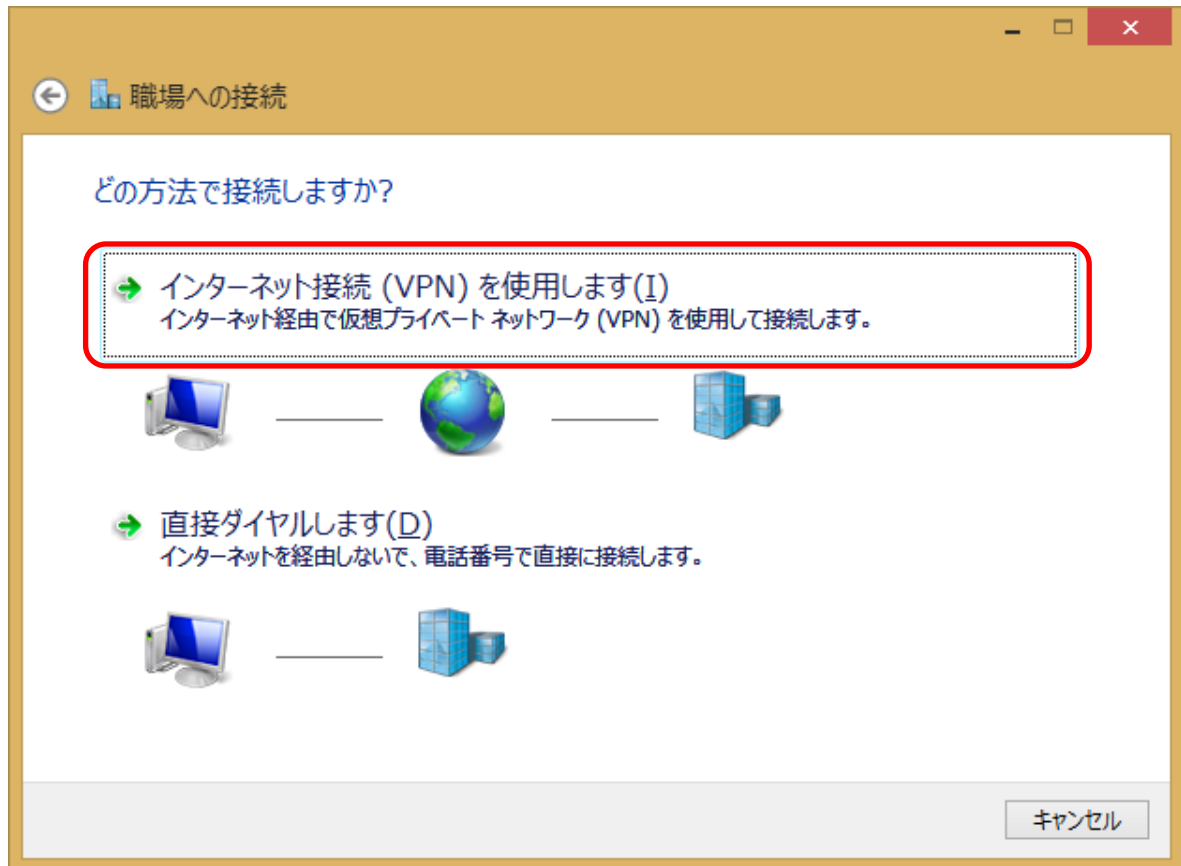 職場への接続
どの方法で接続しますか?
インターネット接続 (VPN) を使用します(I)
インターネット経由で仮想プライベート ネットワーク (VPN) を使用して接続します。
直接ダイヤルします(D)
インターネットを経由しないで、電話番号で直接に接続します。
キャンセル